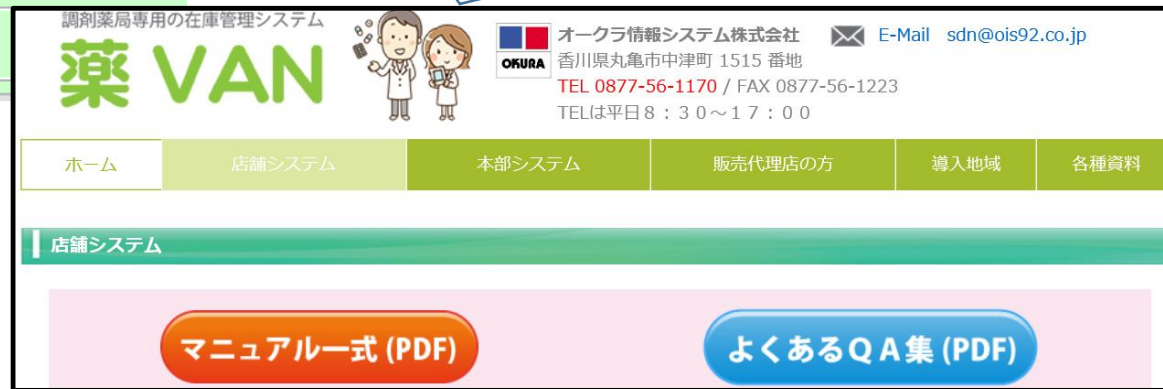 調剤薬局専用の在庫管理システム
薬 VAN
OKURA
オークラ情報システム株式会社 E-Mail sdn@ois92.co.jp
香川県丸亀市中津町 1515 番地
TEL 0877-56-1170 / FAX 0877-56-1223
TELは平日8:30～17:00
ホーム 店舗システム 本部システム 販売代理店の方 導入地域 各種資料
店舗システム
マニュアル一式 (PDF) よくあるQA集 (PDF)